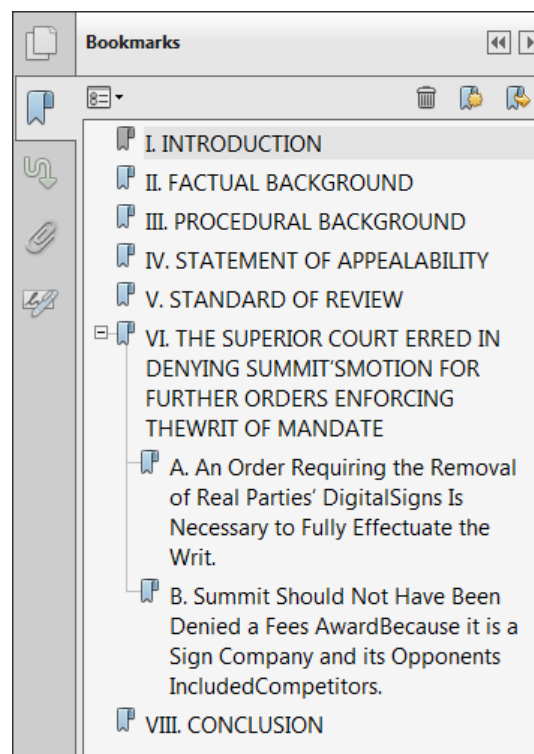 Bookmarks
I. INTRODUCTION
II. FACTUAL BACKGROUND
III. PROCEDURAL BACKGROUND
IV. STATEMENT OF APPEALABILITY
V. STANDARD OF REVIEW
VI. THE SUPERIOR COURT ERRED IN
DENYING SUMMIT'SMOTION FOR
FURTHER ORDERS ENFORCING
THEWRIT OF MANDATE
A. An Order Requiring the Removal
of Real Parties' DigitalSigns Is
Necessary to Fully Effectuate the
Writ.
B. Summit Should Not Have Been
Denied a Fees AwardBecause it is a
Sign Company and its Opponents
IncludedCompetitors.
VIII. CONCLUSION